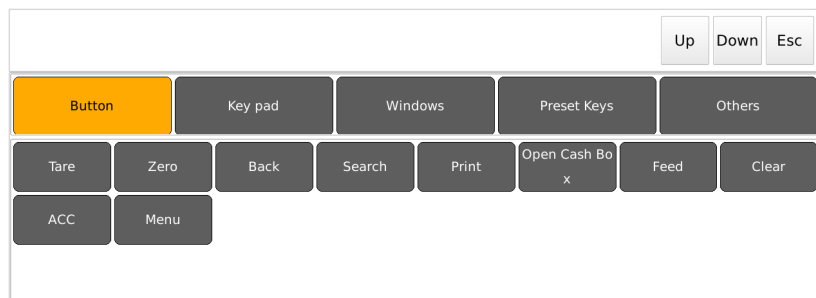 Up Down Esc
Button Key pad Windows Preset Keys Others
Tare Zero Back Search Print Open Cash Bo Feed Clear
x
ACC Menu